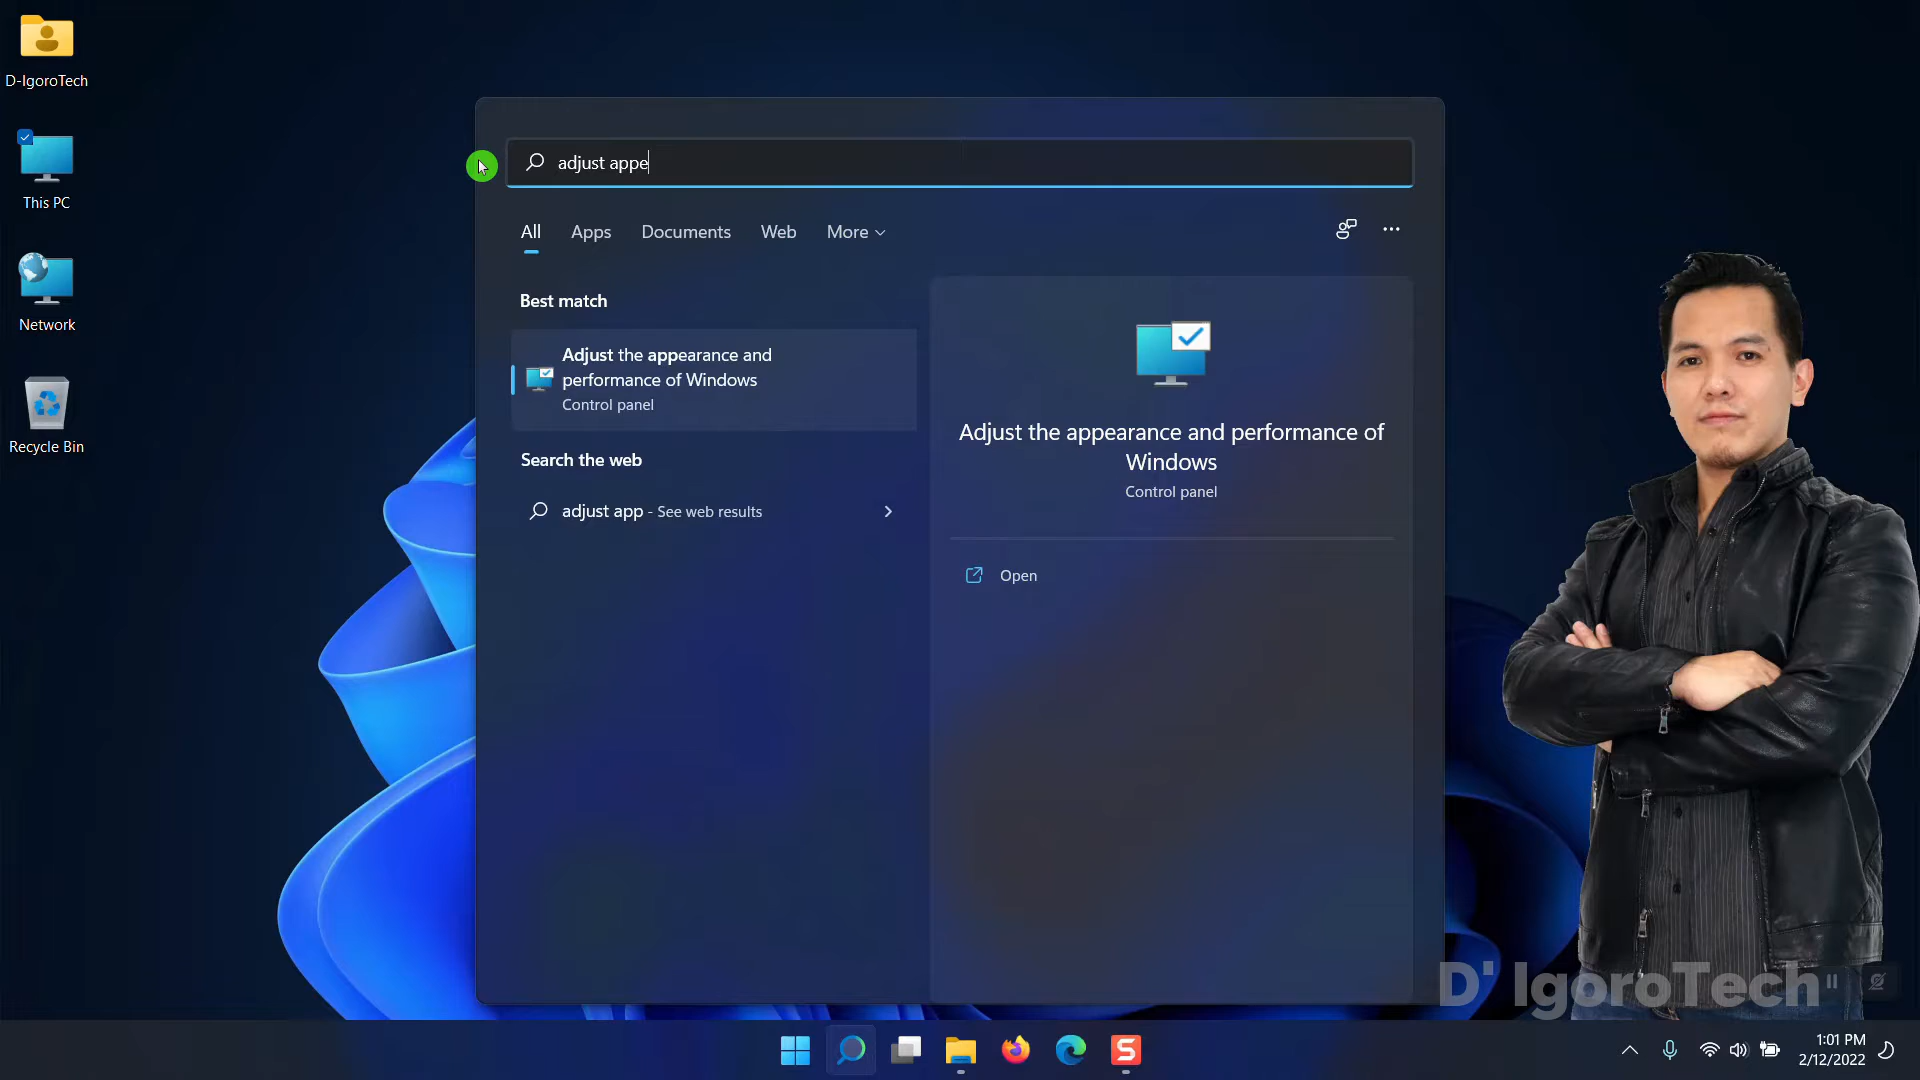 D-IgoroTech
This PC
Network
Recycle Bin
adjust appe
All Apps Documents Web More
Best match
Adjust the appearance and
performance of Windows
Control panel
Search the web
adjust app - See web results
Adjust the appearance and performance of
Windows
Control panel
Open
D' IgoroTech
1:01 PM
2/12/2022